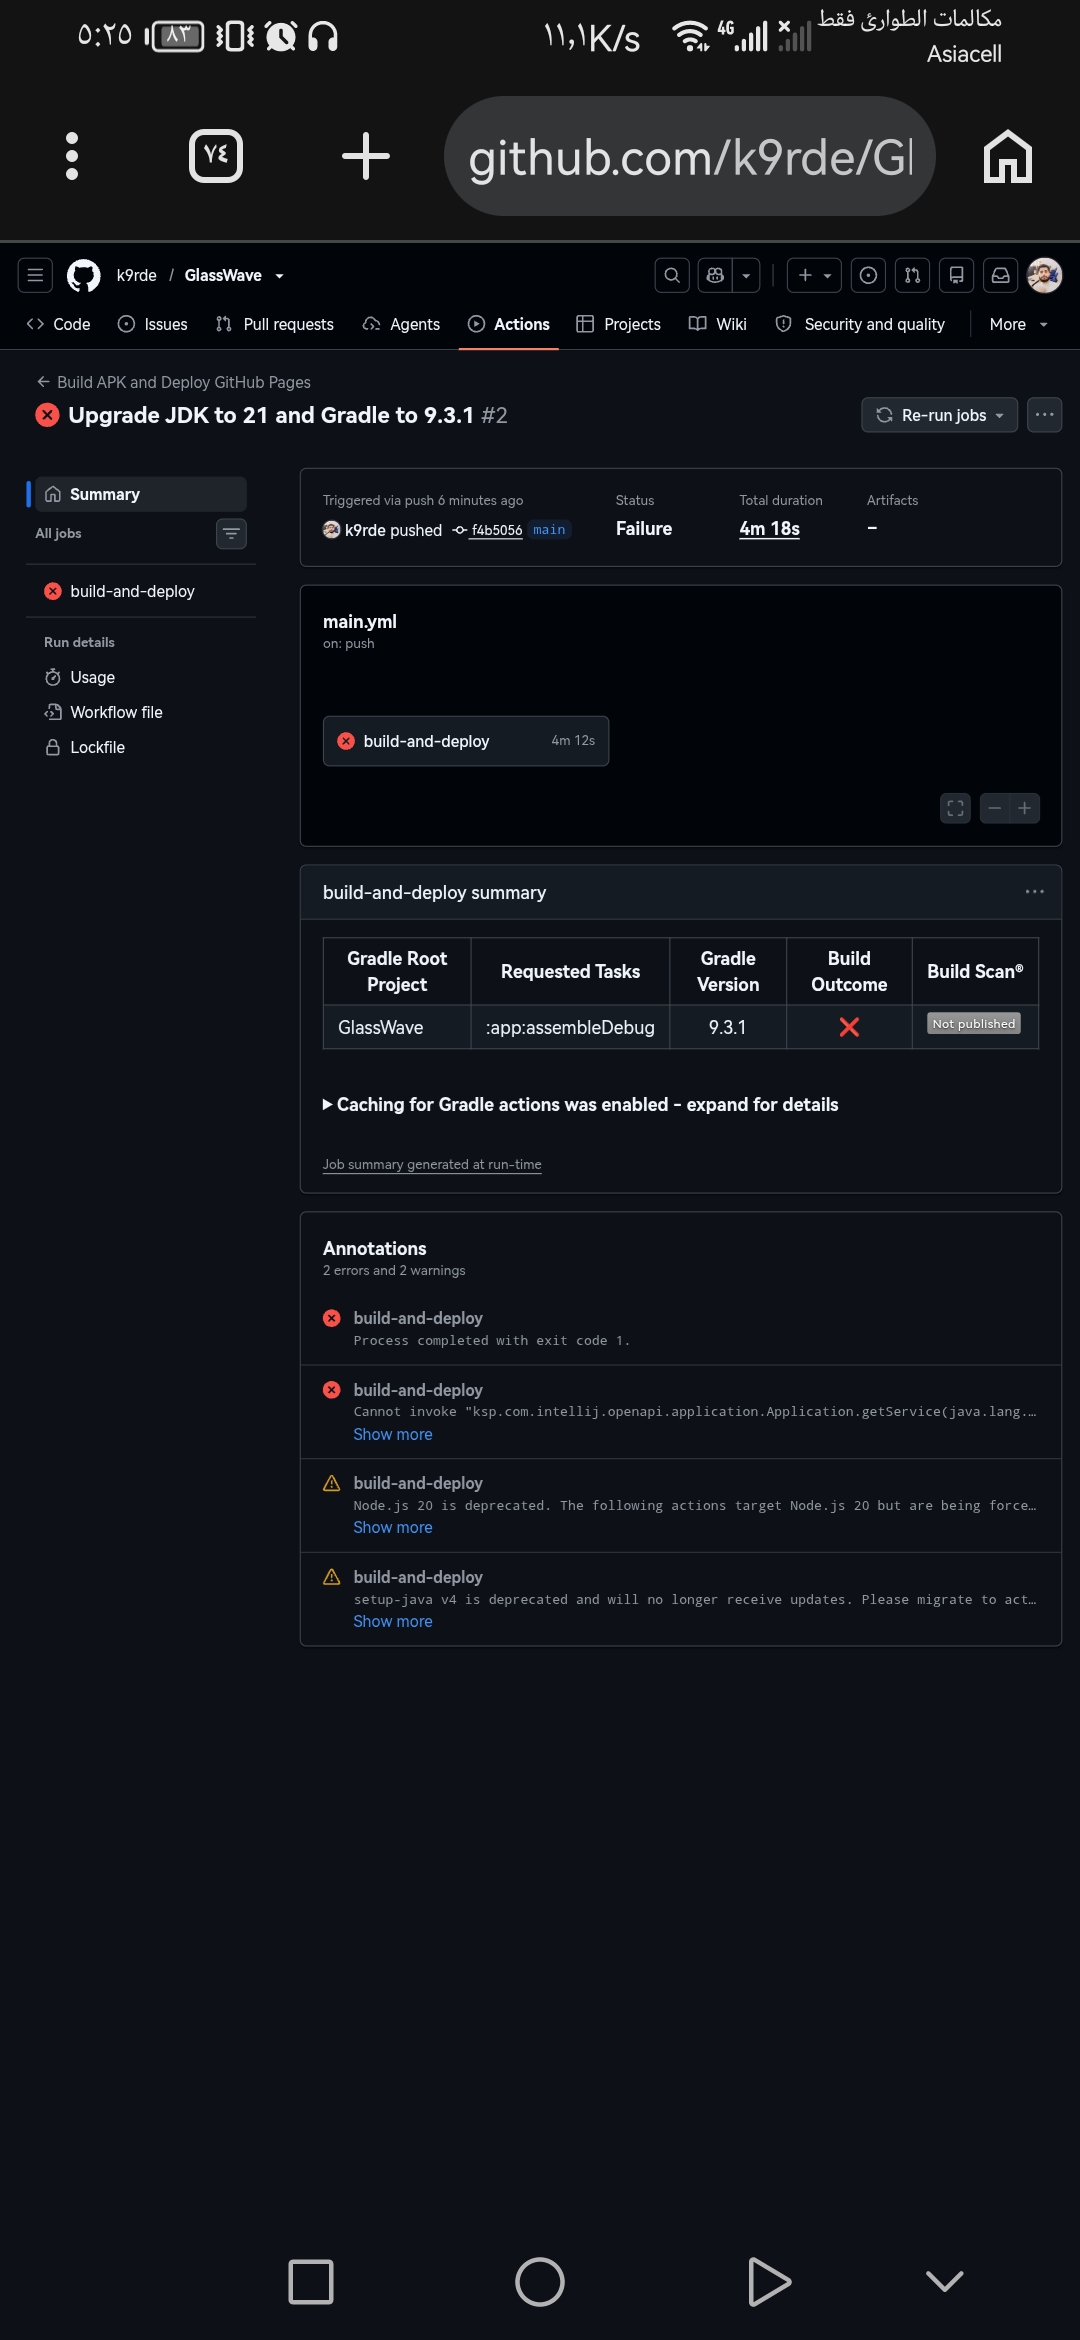 ٥:٢٥
٨٣
١١,١K/s
4G
مكالمات الطوارئ فقط
Asiacell
٧٤
github.com/k9rde/Gl
k9rde / GlassWave
Code
Issues
Pull requests
Agents
Actions
Projects
Wiki
Security and quality
More
Build APK and Deploy GitHub Pages
Upgrade JDK to 21 and Gradle to 9.3.1 #2
Re-run jobs
Summary
All jobs
build-and-deploy
Run details
Usage
Workflow file
Lockfile
Triggered via push 6 minutes ago
k9rde pushed f4b5056 main
Status
Failure
Total duration
4m 18s
Artifacts
–
main.yml
on: push
build-and-deploy 4m 12s
build-and-deploy summary
Gradle Root Project
Requested Tasks
Gradle Version
Build Outcome
Build Scan®
GlassWave
:app:assembleDebug
9.3.1
Not published
Caching for Gradle actions was enabled - expand for details
Job summary generated at run-time
Annotations
2 errors and 2 warnings
build-and-deploy
Process completed with exit code 1.
build-and-deploy
Cannot invoke "ksp.com.intellij.openapi.application.Application.getService(java.lang.…
Show more
build-and-deploy
Node.js 20 is deprecated. The following actions target Node.js 20 but are being force…
Show more
build-and-deploy
setup-java v4 is deprecated and will no longer receive updates. Please migrate to act…
Show more